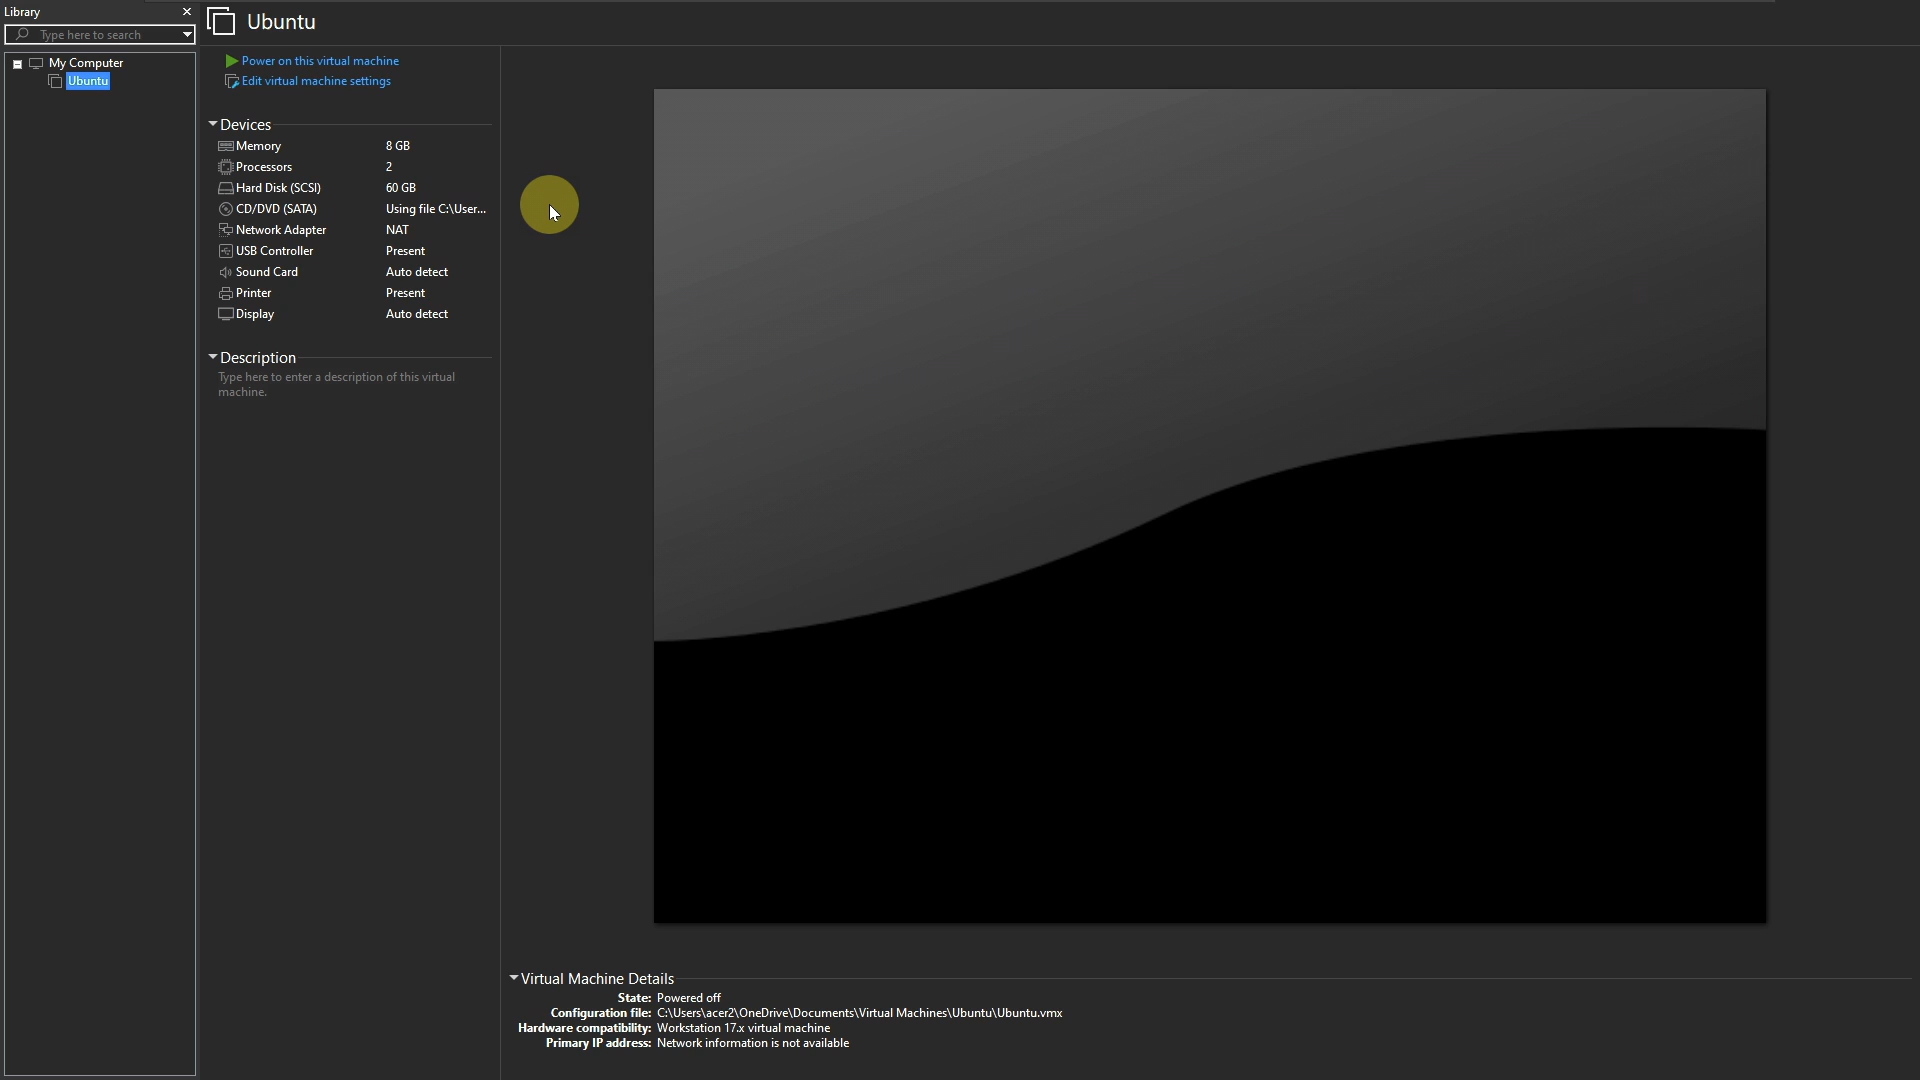 Library
Type here to search
My Computer
Ubuntu
Ubuntu
Power on this virtual machine
Edit virtual machine settings
Devices
Memory 8 GB
Processors 2
Hard Disk (SCSI) 60 GB
CD/DVD (SATA) Using file C:\User...
Network Adapter NAT
USB Controller Present
Sound Card Auto detect
Printer Present
Display Auto detect
Description
Type here to enter a description of this virtual
machine.
Virtual Machine Details
State: Powered off
Configuration file: C:\Users\acer2\OneDrive\Documents\Virtual Machines\Ubuntu\Ubuntu.vmx
Hardware compatibility: Workstation 17.x virtual machine
Primary IP address: Network information is not available